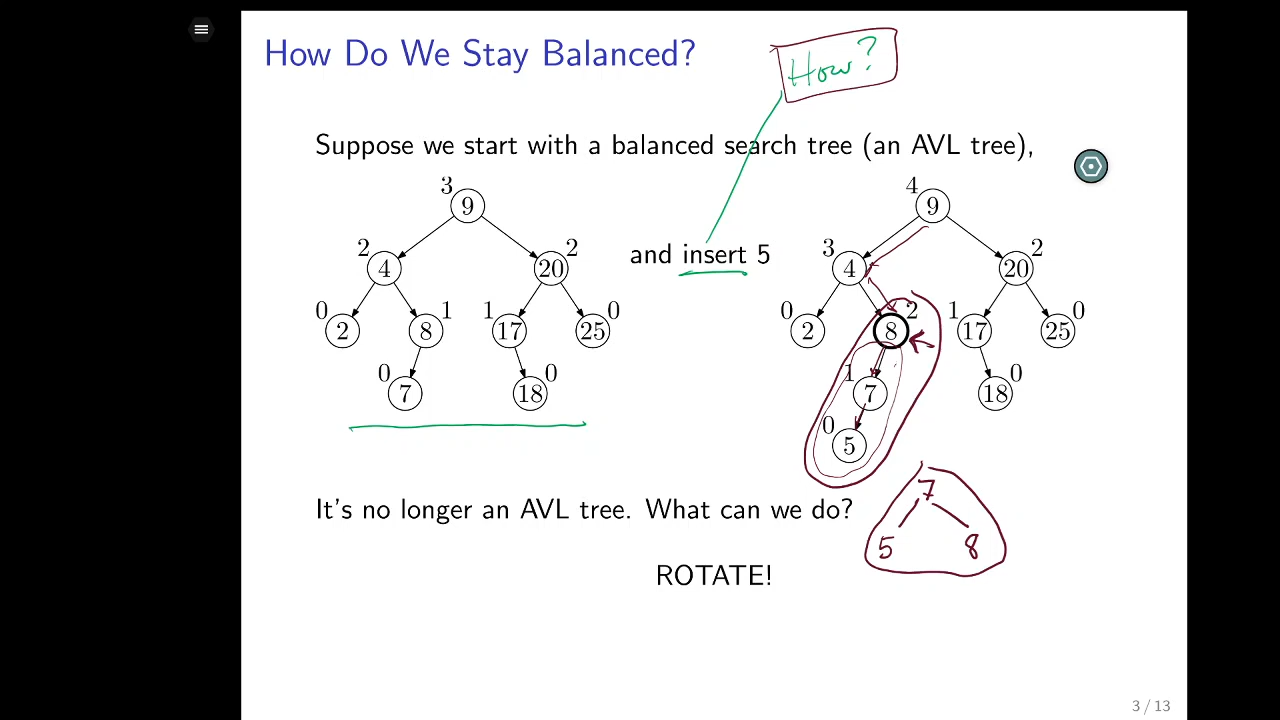 How Do We Stay Balanced?
How?
Suppose we start with a balanced search tree (an AVL tree),
3 9
2 4 20 2
0 2 8 1 1 17 25 0
0 7 18 0
and insert 5
4 9
3 4 20 2
0 2 8 2 1 17 25 0
1 7 18 0
0 5
It's no longer an AVL tree. What can we do?
7
5 8
ROTATE!
3 / 13